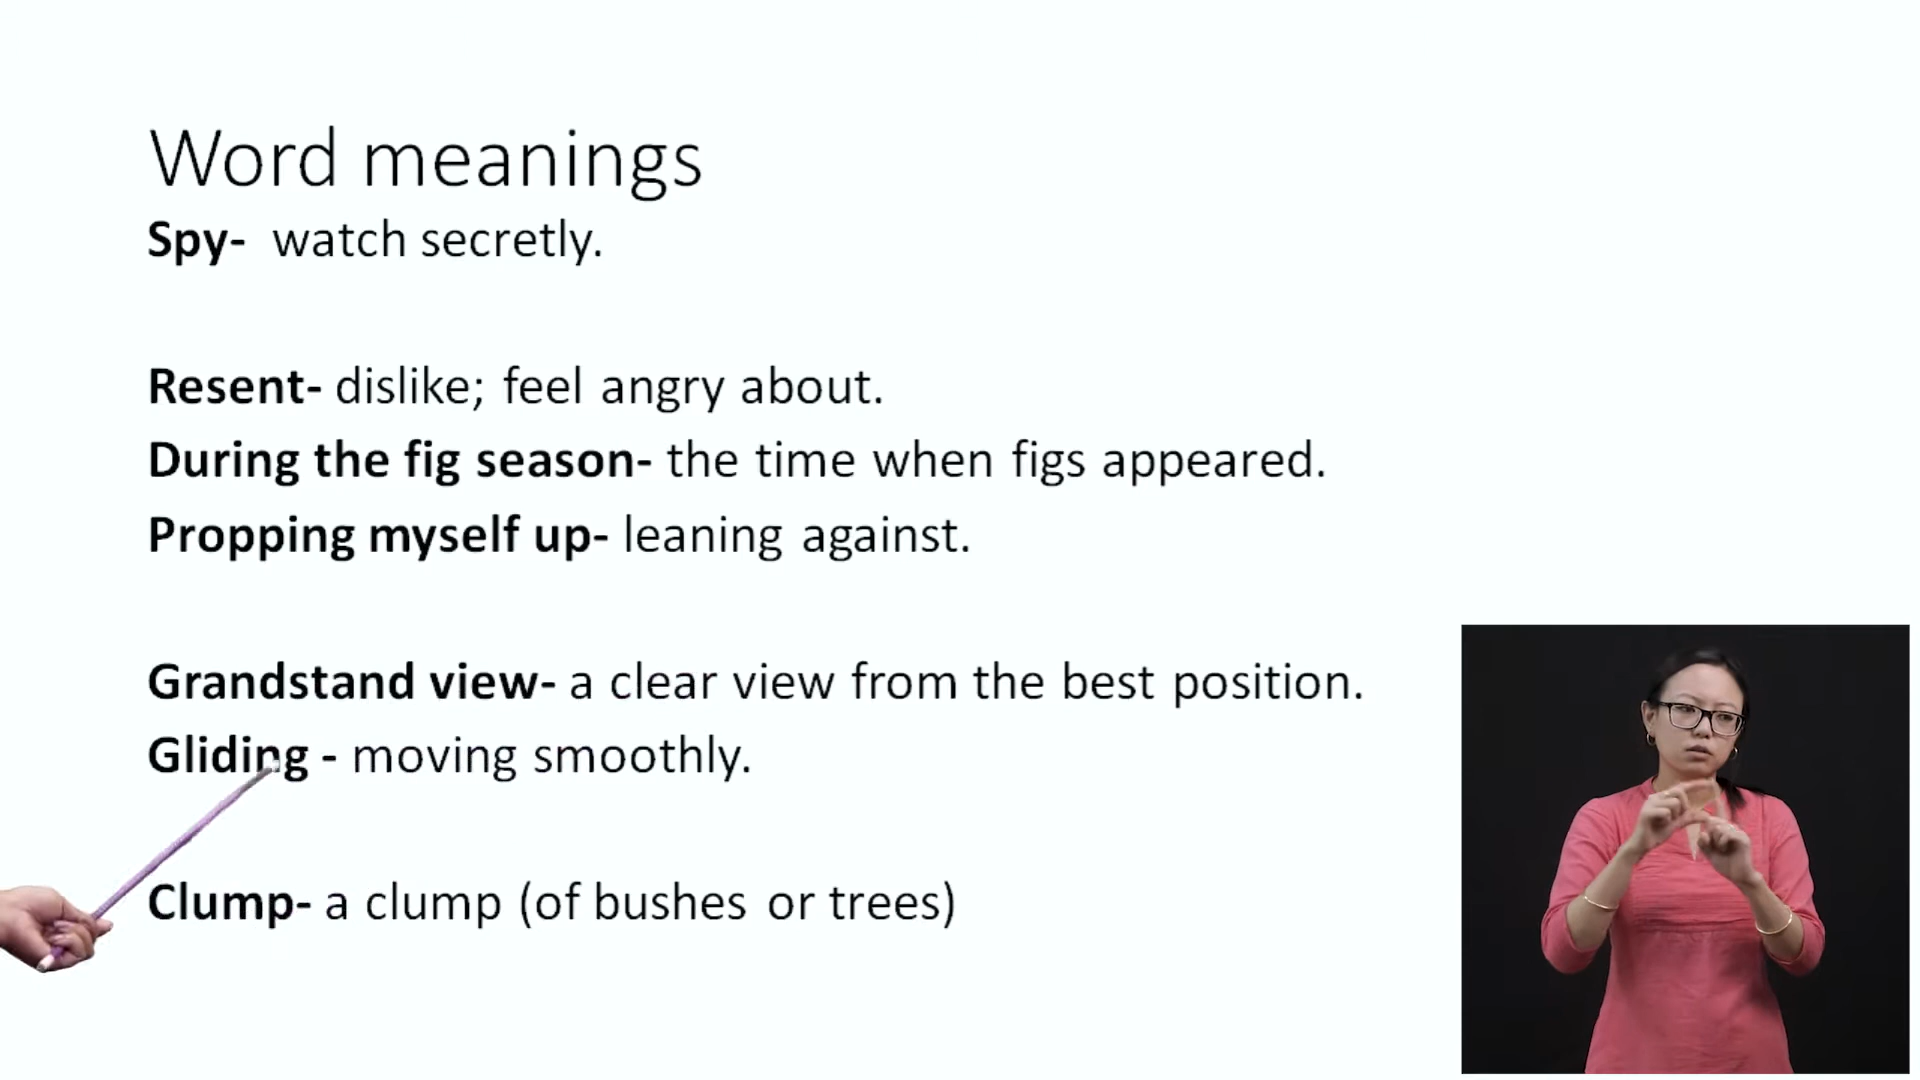 Word meanings
Spy- watch secretly.
Resent- dislike; feel angry about.
During the fig season- the time when figs appeared.
Propping myself up- leaning against.
Grandstand view- a clear view from the best position.
Gliding - moving smoothly.
Clump- a clump (of bushes or trees)